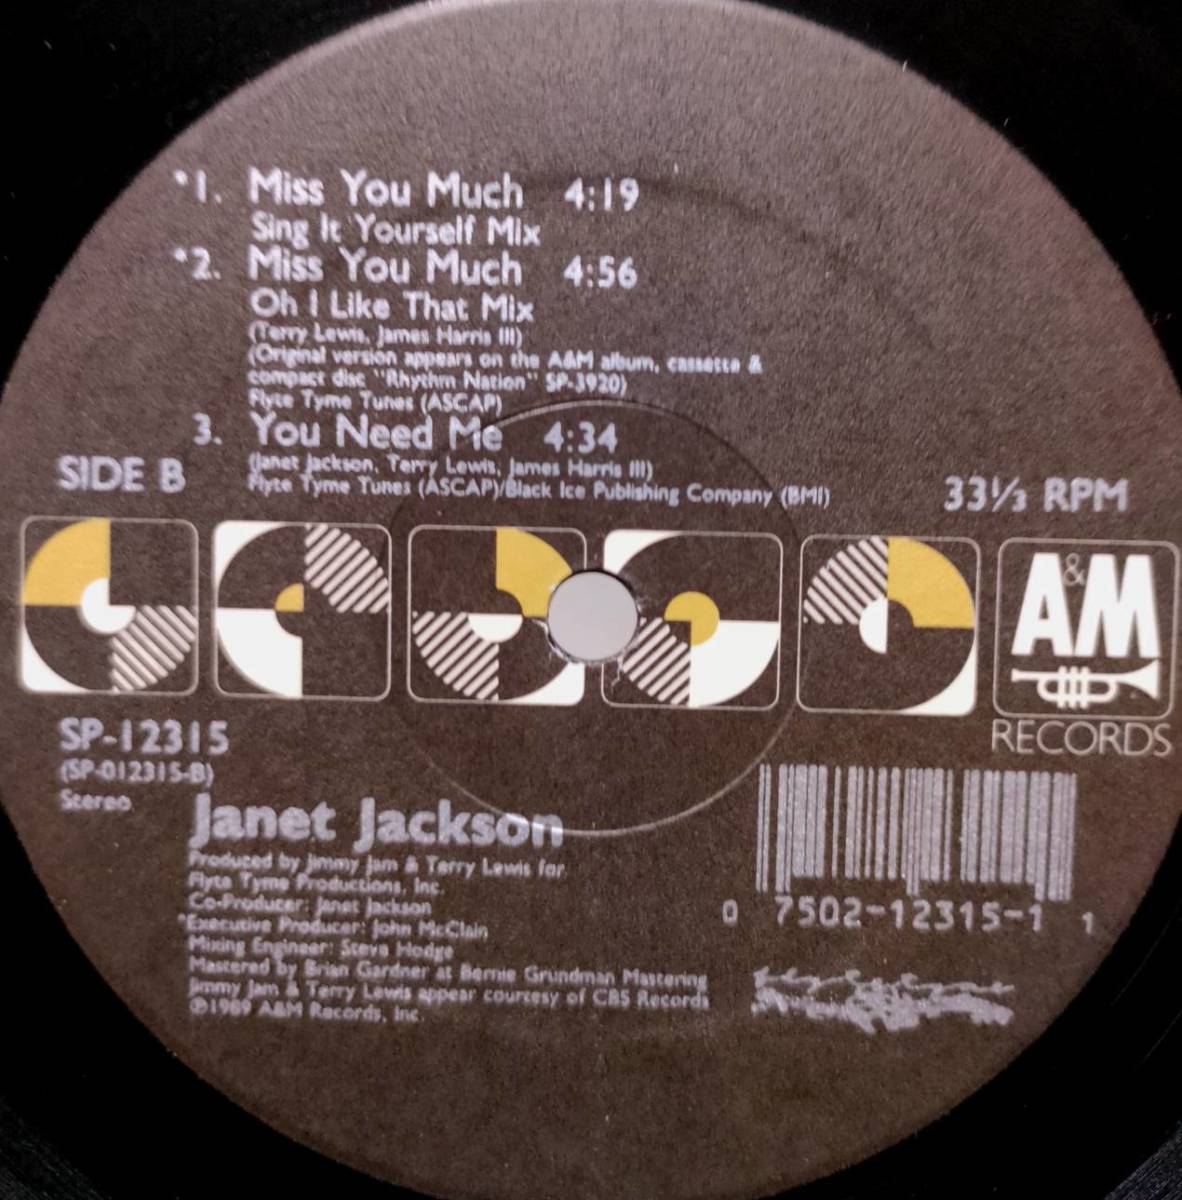 *1. Miss You Much 4:19
Sing It Yourself Mix
*2. Miss You Much 4:56
Oh I Like That Mix
(Terry Lewis, James Harris III)
(Original version appears on the A&M album, cassette &
compact disc "Rhythm Nation" SP-3920)
Flyte Tyme Tunes (ASCAP)
3. You Need Me 4:34
(Janet Jackson, Terry Lewis, James Harris III)
Flyte Tyme Tunes (ASCAP)/Black Ice Publishing Company (BMI)
SIDE B
33⅓ RPM
A&M
RECORDS
SP-12315
(SP-012315-B)
Stereo
Janet Jackson
Produced by Jimmy Jam & Terry Lewis for
Flyte Tyme Productions, Inc.
Co-Producer: Janet Jackson
*Executive Producer: John McClain
Mixing Engineer: Steve Hodge
Mastered by Brian Gardner at Bernie Grundman Mastering
Jimmy Jam & Terry Lewis appear courtesy of CBS Records
℗1989 A&M Records, Inc.
0 7502-12315-1 1